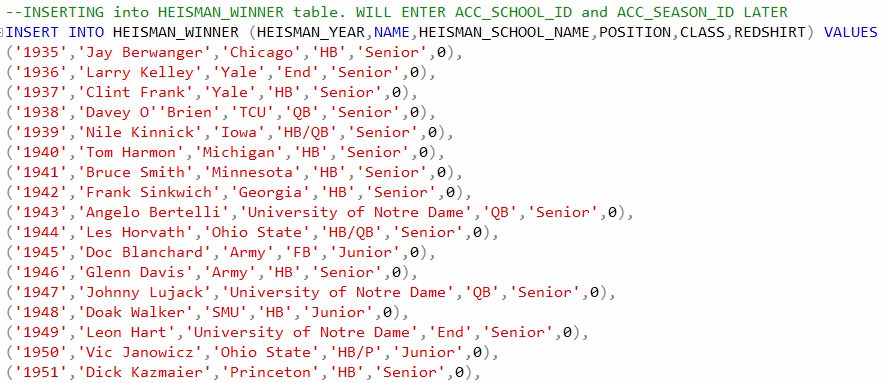 --INSERTING into HEISMAN_WINNER table. WILL ENTER ACC_SCHOOL_ID and ACC_SEASON_ID LATER
INSERT INTO HEISMAN_WINNER (HEISMAN_YEAR,NAME,HEISMAN_SCHOOL_NAME,POSITION,CLASS,REDSHIRT) VALUES
('1935','Jay Berwanger','Chicago','HB','Senior',0),
('1936','Larry Kelley','Yale','End','Senior',0),
('1937','Clint Frank','Yale','HB','Senior',0),
('1938','Davey O''Brien','TCU','QB','Senior',0),
('1939','Nile Kinnick','Iowa','HB/QB','Senior',0),
('1940','Tom Harmon','Michigan','HB','Senior',0),
('1941','Bruce Smith','Minnesota','HB','Senior',0),
('1942','Frank Sinkwich','Georgia','HB','Senior',0),
('1943','Angelo Bertelli','University of Notre Dame','QB','Senior',0),
('1944','Les Horvath','Ohio State','HB/QB','Senior',0),
('1945','Doc Blanchard','Army','FB','Junior',0),
('1946','Glenn Davis','Army','HB','Senior',0),
('1947','Johnny Lujack','University of Notre Dame','QB','Senior',0),
('1948','Doak Walker','SMU','HB','Junior',0),
('1949','Leon Hart','University of Notre Dame','End','Senior',0),
('1950','Vic Janowicz','Ohio State','HB/P','Junior',0),
('1951','Dick Kazmaier','Princeton','HB','Senior',0),